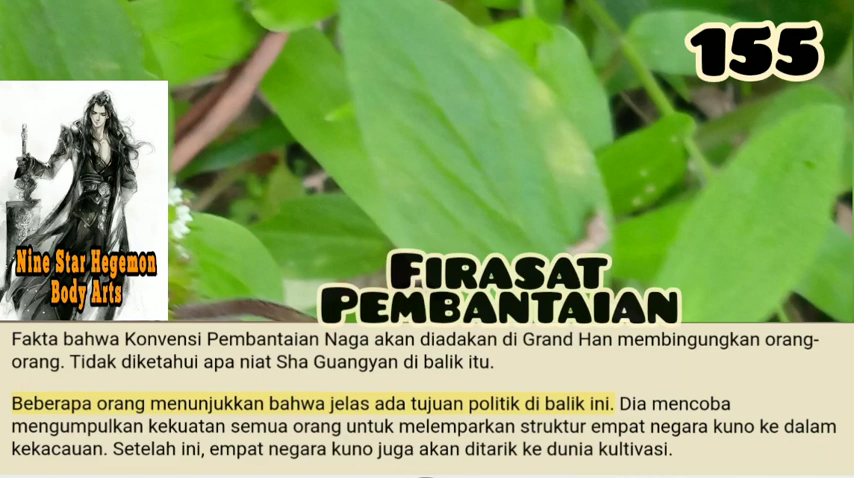 155
Nine Star Hegemon
Body Arts
FIRASAT
PEMBANTAIAN
Fakta bahwa Konvensi Pembantaian Naga akan diadakan di Grand Han membingungkan orang-
orang. Tidak diketahui apa niat Sha Guangyan di balik itu.
Beberapa orang menunjukkan bahwa jelas ada tujuan politik di balik ini. Dia mencoba
mengumpulkan kekuatan semua orang untuk melemparkan struktur empat negara kuno ke dalam
kekacauan. Setelah ini, empat negara kuno juga akan ditarik ke dunia kultivasi.